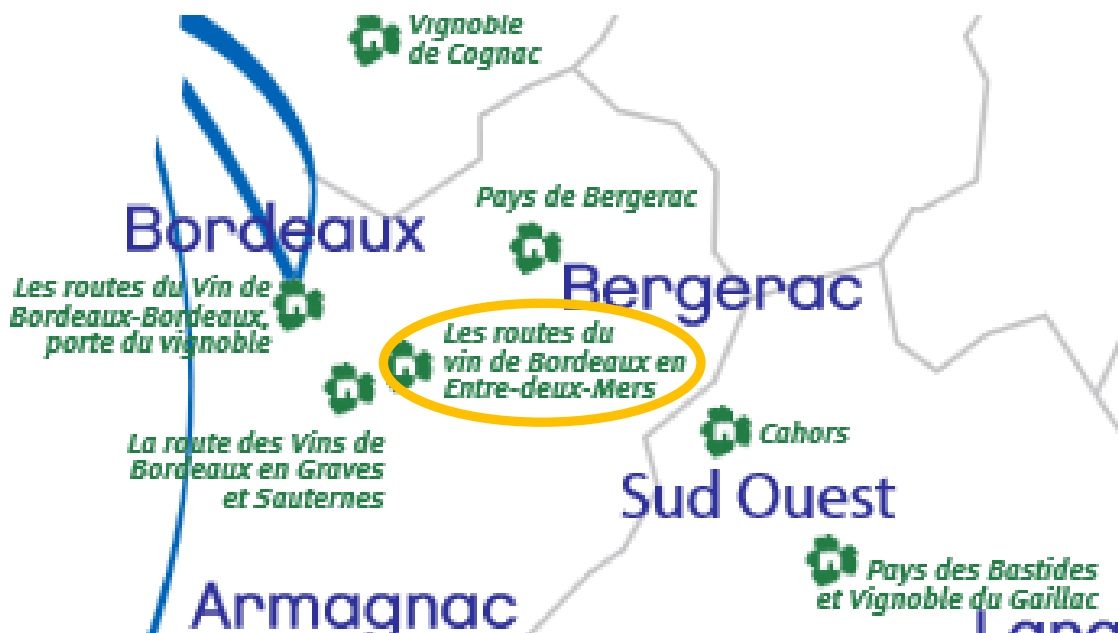 Vignoble
de Cognac
Pays de Bergerac
Bordeaux
Bergerac
Les routes du Vin de
Bordeaux-Bordeaux,
porte du vignoble
Les routes du
vin de Bordeaux en
Entre-deux-Mers
La route des Vins de
Bordeaux en Graves
et Sauternes
Cahors
Sud Ouest
Pays des Bastides
et Vignoble du Gaillac
Armagnac